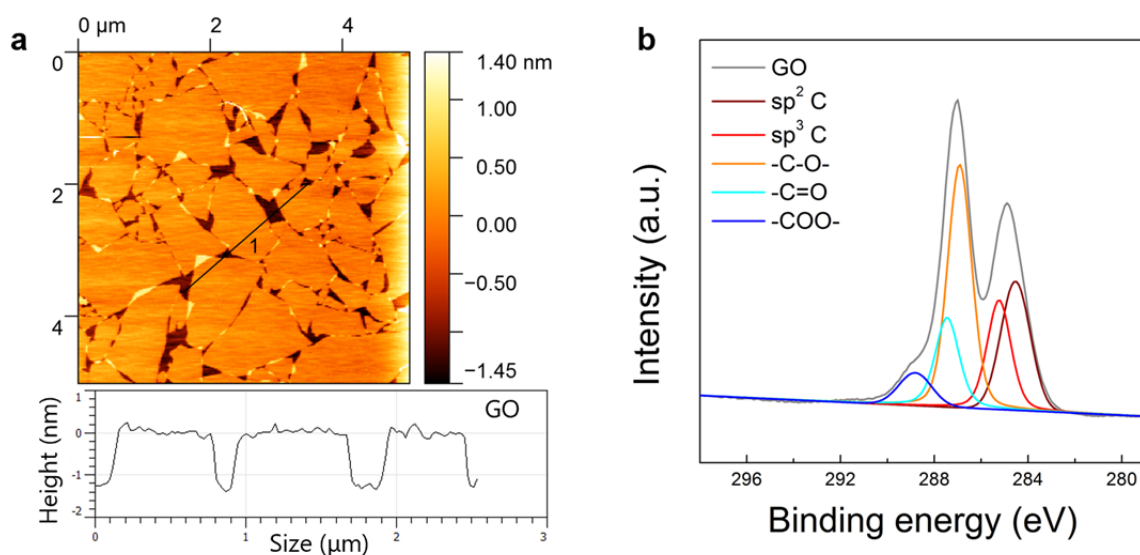 a
0 µm 2 4
0
2
4
1
1.40 nm
1.00
0.50
0.00
−0.50
−1.45
GO
Height (nm)
1
0
-1
-2
0 1 2 3
Size (µm)
b
GO
sp² C
sp³ C
-C-O-
-C=O
-COO-
Intensity (a.u.)
296 292 288 284 280
Binding energy (eV)